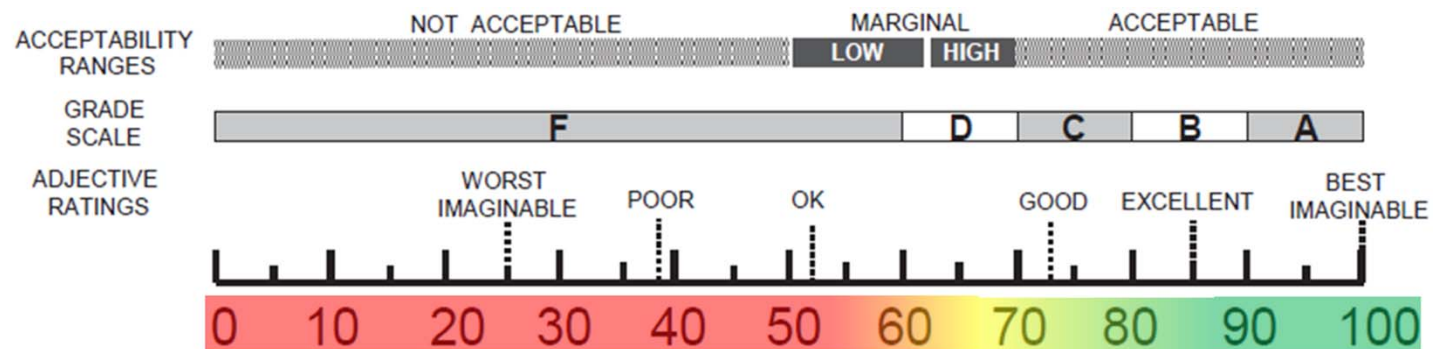 NOT ACCEPTABLE MARGINAL ACCEPTABLE
ACCEPTABILITY
RANGES
LOW HIGH
GRADE
SCALE
F D C B A
ADJECTIVE
RATINGS
WORST
IMAGINABLE
POOR
OK
GOOD
EXCELLENT
BEST
IMAGINABLE
0 10 20 30 40 50 60 70 80 90 100